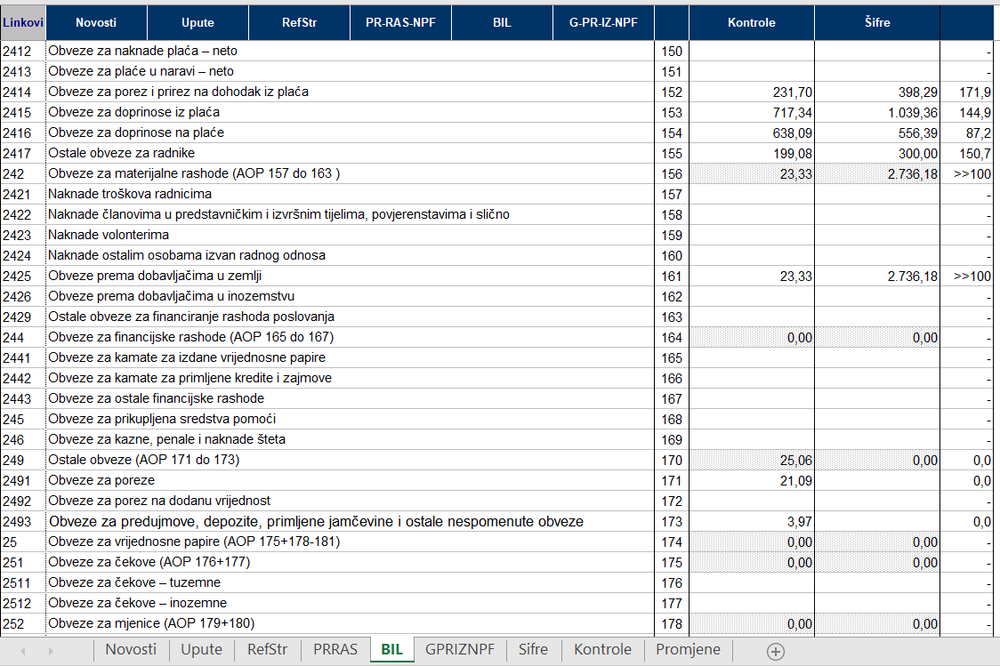 Linkovi Novosti Upute RefStr PR-RAS-NPF BIL G-PR-IZ-NPF Kontrole Šifre
2412 Obveze za naknade plaća – neto 150 -
2413 Obveze za plaće u naravi – neto 151 -
2414 Obveze za porez i prirez na dohodak iz plaća 152 231,70 398,29 171,9
2415 Obveze za doprinose iz plaća 153 717,34 1.039,36 144,9
2416 Obveze za doprinose na plaće 154 638,09 556,39 87,2
2417 Ostale obveze za radnike 155 199,08 300,00 150,7
242 Obveze za materijalne rashode (AOP 157 do 163 ) 156 23,33 2.736,18 >>100
2421 Naknade troškova radnicima 157 -
2422 Naknade članovima u predstavničkim i izvršnim tijelima, povjerenstavima i slično 158 -
2423 Naknade volonterima 159 -
2424 Naknade ostalim osobama izvan radnog odnosa 160 -
2425 Obveze prema dobavljačima u zemlji 161 23,33 2.736,18 >>100
2426 Obveze prema dobavljačima u inozemstvu 162 -
2429 Ostale obveze za financiranje rashoda poslovanja 163 -
244 Obveze za financijske rashode (AOP 165 do 167) 164 0,00 0,00 -
2441 Obveze za kamate za izdane vrijednosne papire 165 -
2442 Obveze za kamate za primljene kredite i zajmove 166 -
2443 Obveze za ostale financijske rashode 167 -
245 Obveze za prikupljena sredstva pomoći 168 -
246 Obveze za kazne, penale i naknade šteta 169 -
249 Ostale obveze (AOP 171 do 173) 170 25,06 0,00 0,0
2491 Obveze za poreze 171 21,09 0,0
2492 Obveze za porez na dodanu vrijednost 172 -
2493 Obveze za predujmove, depozite, primljene jamčevine i ostale nespomenute obveze 173 3,97 0,0
25 Obveze za vrijednosne papire (AOP 175+178-181) 174 0,00 0,00 -
251 Obveze za čekove (AOP 176+177) 175 0,00 0,00 -
2511 Obveze za čekove – tuzemne 176 -
2512 Obveze za čekove – inozemne 177 -
252 Obveze za mjenice (AOP 179+180) 178 0,00 0,00 -
Novosti Upute RefStr PRRAS BIL GPRIZNPF Sifre Kontrole Promjene